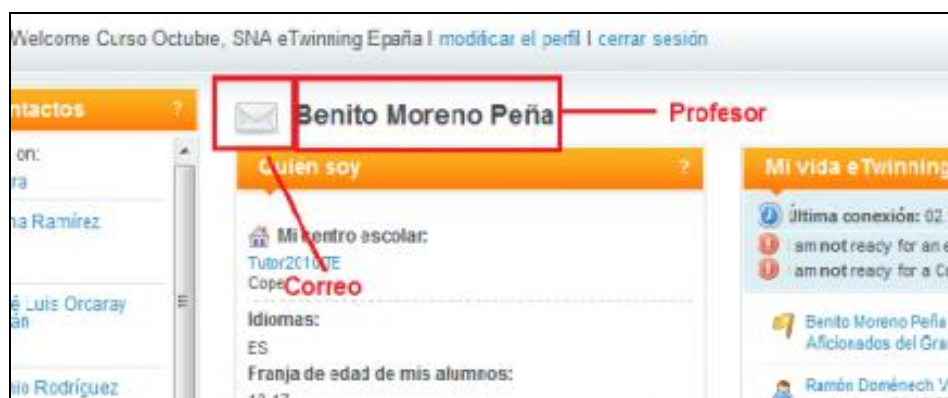 Welcome Curso Octubre, SNA eTwinning Epaña | modificar el perfil | cerrar sesión
ntactos ?
on:
ra
na Ramírez
é Luis Orcaray
án
nio Rodríguez
Benito Moreno Peña
Profesor
Quién soy ?
Mi centro escolar:
Correo
Idiomas:
ES
Franja de edad de mis alumnos:
Mi vida eTwinning
Última conexión: 02
am not ready for an e
am not ready for a C
Benito Moreno Peña
Aficionados del Gra
Ramón Doménech V